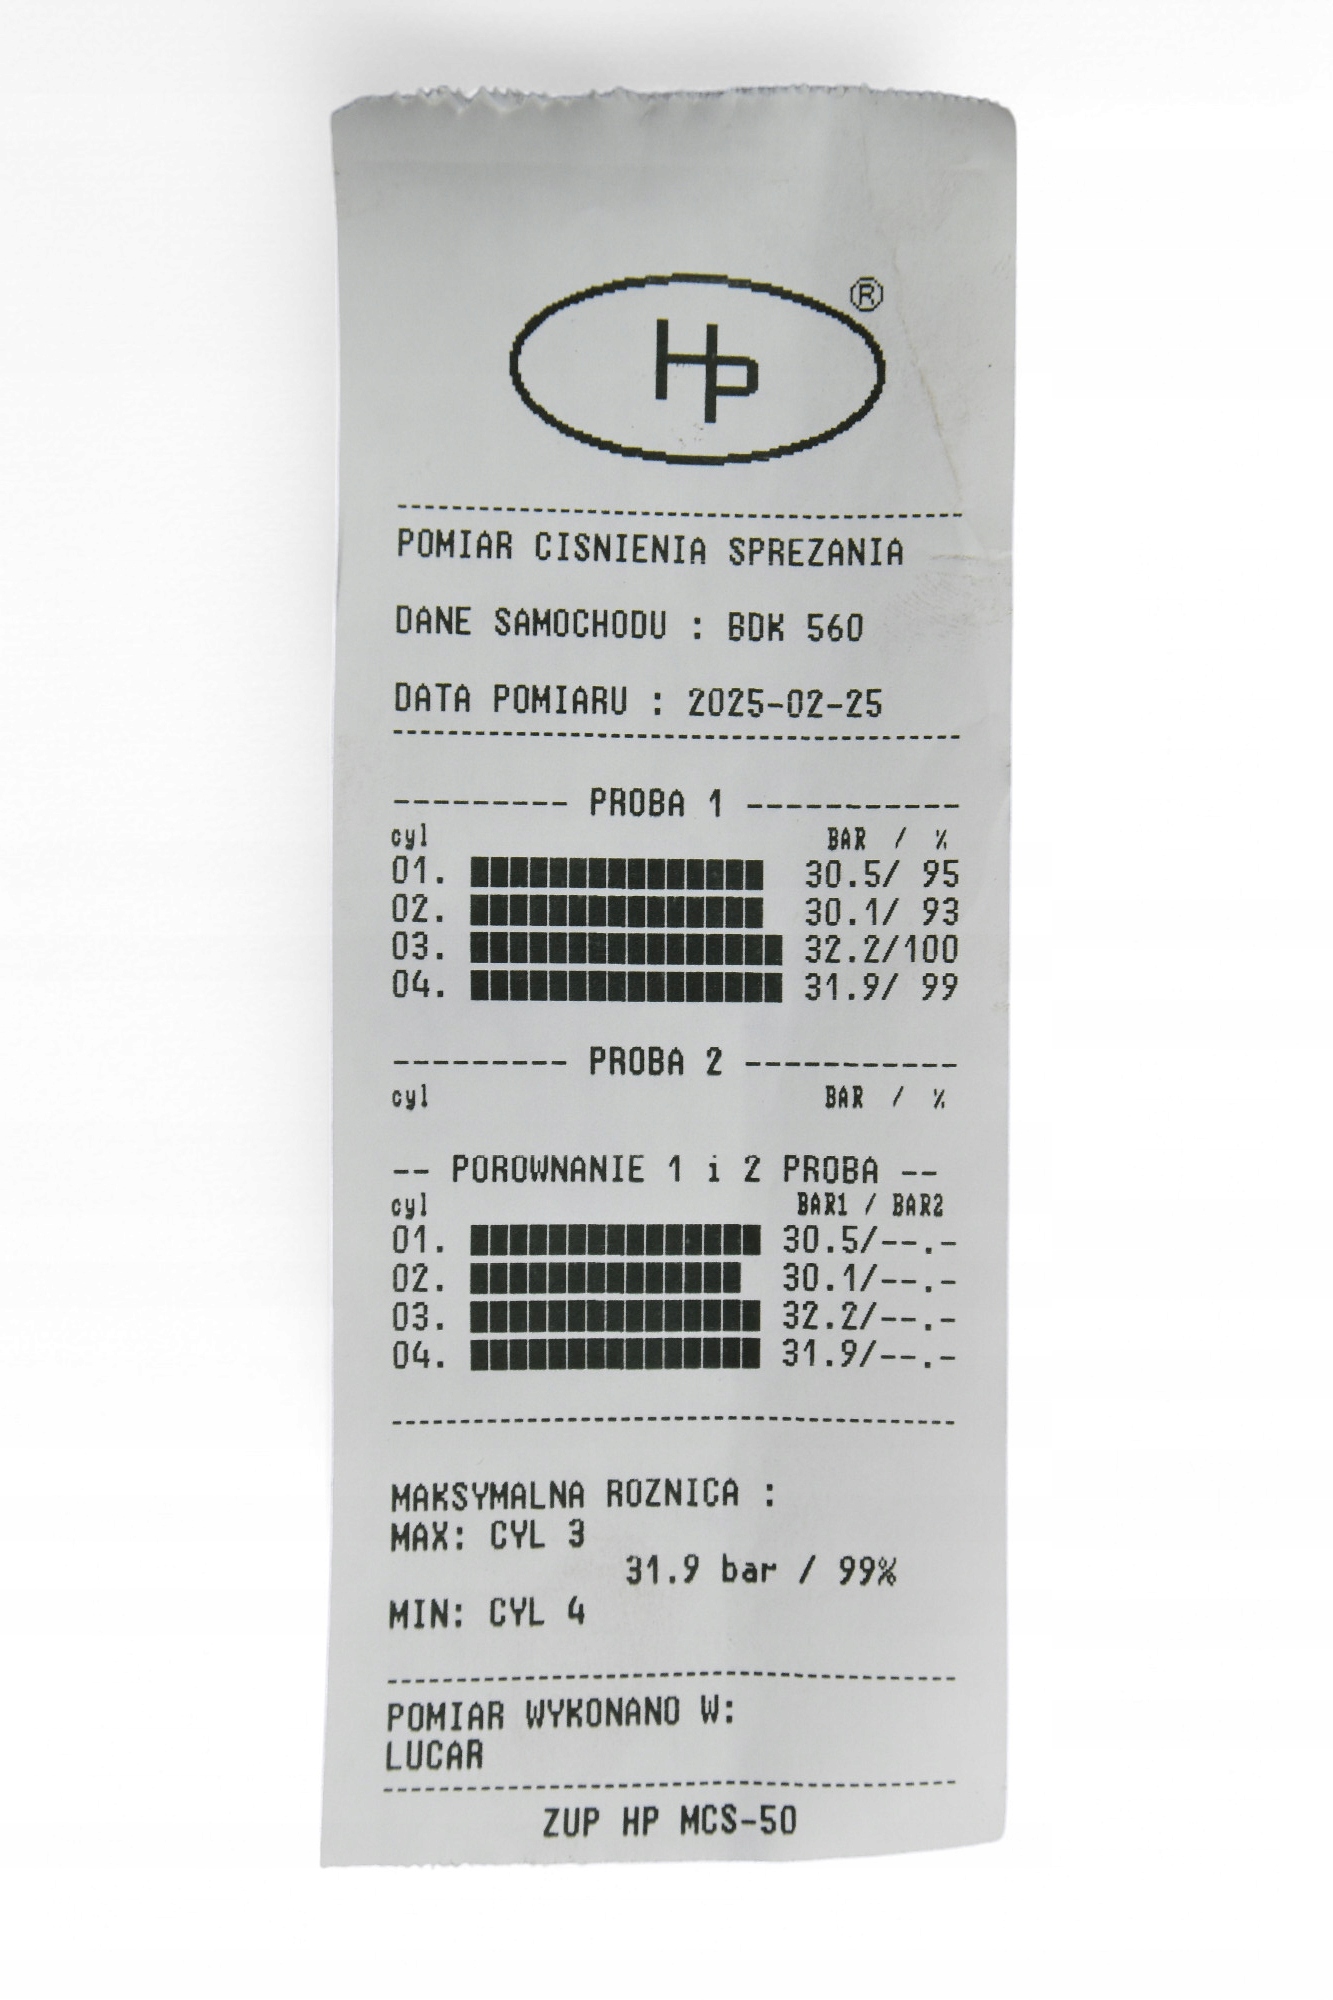 HP ®
POMIAR CISNIENIA SPREZANIA
DANE SAMOCHODU : BDK 560
DATA POMIARU : 2025-02-25
--------- PROBA 1 -----------
cyl BAR / %
01. 30.5/ 95
02. 30.1/ 93
03. 32.2/100
04. 31.9/ 99
--------- PROBA 2 -----------
cyl BAR / %
-- POROWNANIE 1 i 2 PROBA --
cyl BAR1 / BAR2
01. 30.5/--.-
02. 30.1/--.-
03. 32.2/--.-
04. 31.9/--.-
MAKSYMALNA ROZNICA :
MAX: CYL 3
31.9 bar / 99%
MIN: CYL 4
POMIAR WYKONANO W:
LUCAR
ZUP HP MCS-50